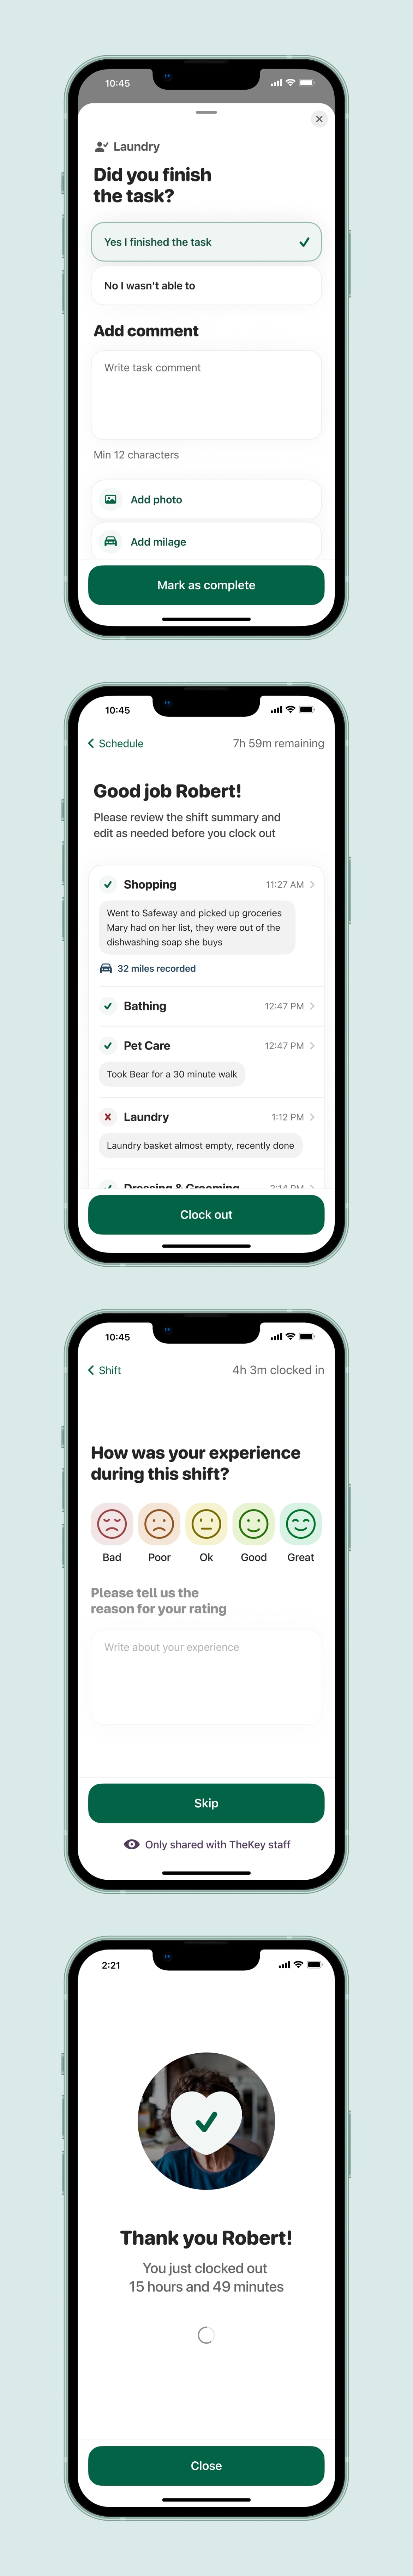 10:45
Laundry
Did you finish
the task?
Yes I finished the task
No I wasn't able to
Add comment
Write task comment
Min 12 characters
Add photo
Add milage
Mark as complete
10:45
Schedule
7h 59m remaining
Good job Robert!
Please review the shift summary and
edit as needed before you clock out
Shopping
11:27 AM
Went to Safeway and picked up groceries
Mary had on her list, they were out of the
dishwashing soap she buys
32 miles recorded
Bathing
12:47 PM
Pet Care
12:47 PM
Took Bear for a 30 minute walk
Laundry
1:12 PM
Laundry basket almost empty, recently done
Dressing & Grooming
2:14 PM
Clock out
10:45
Shift
4h 3m clocked in
How was your experience
during this shift?
Bad
Poor
Ok
Good
Great
Please tell us the
reason for your rating
Write about your experience
Skip
Only shared with TheKey staff
2:21
Thank you Robert!
You just clocked out
15 hours and 49 minutes
Close